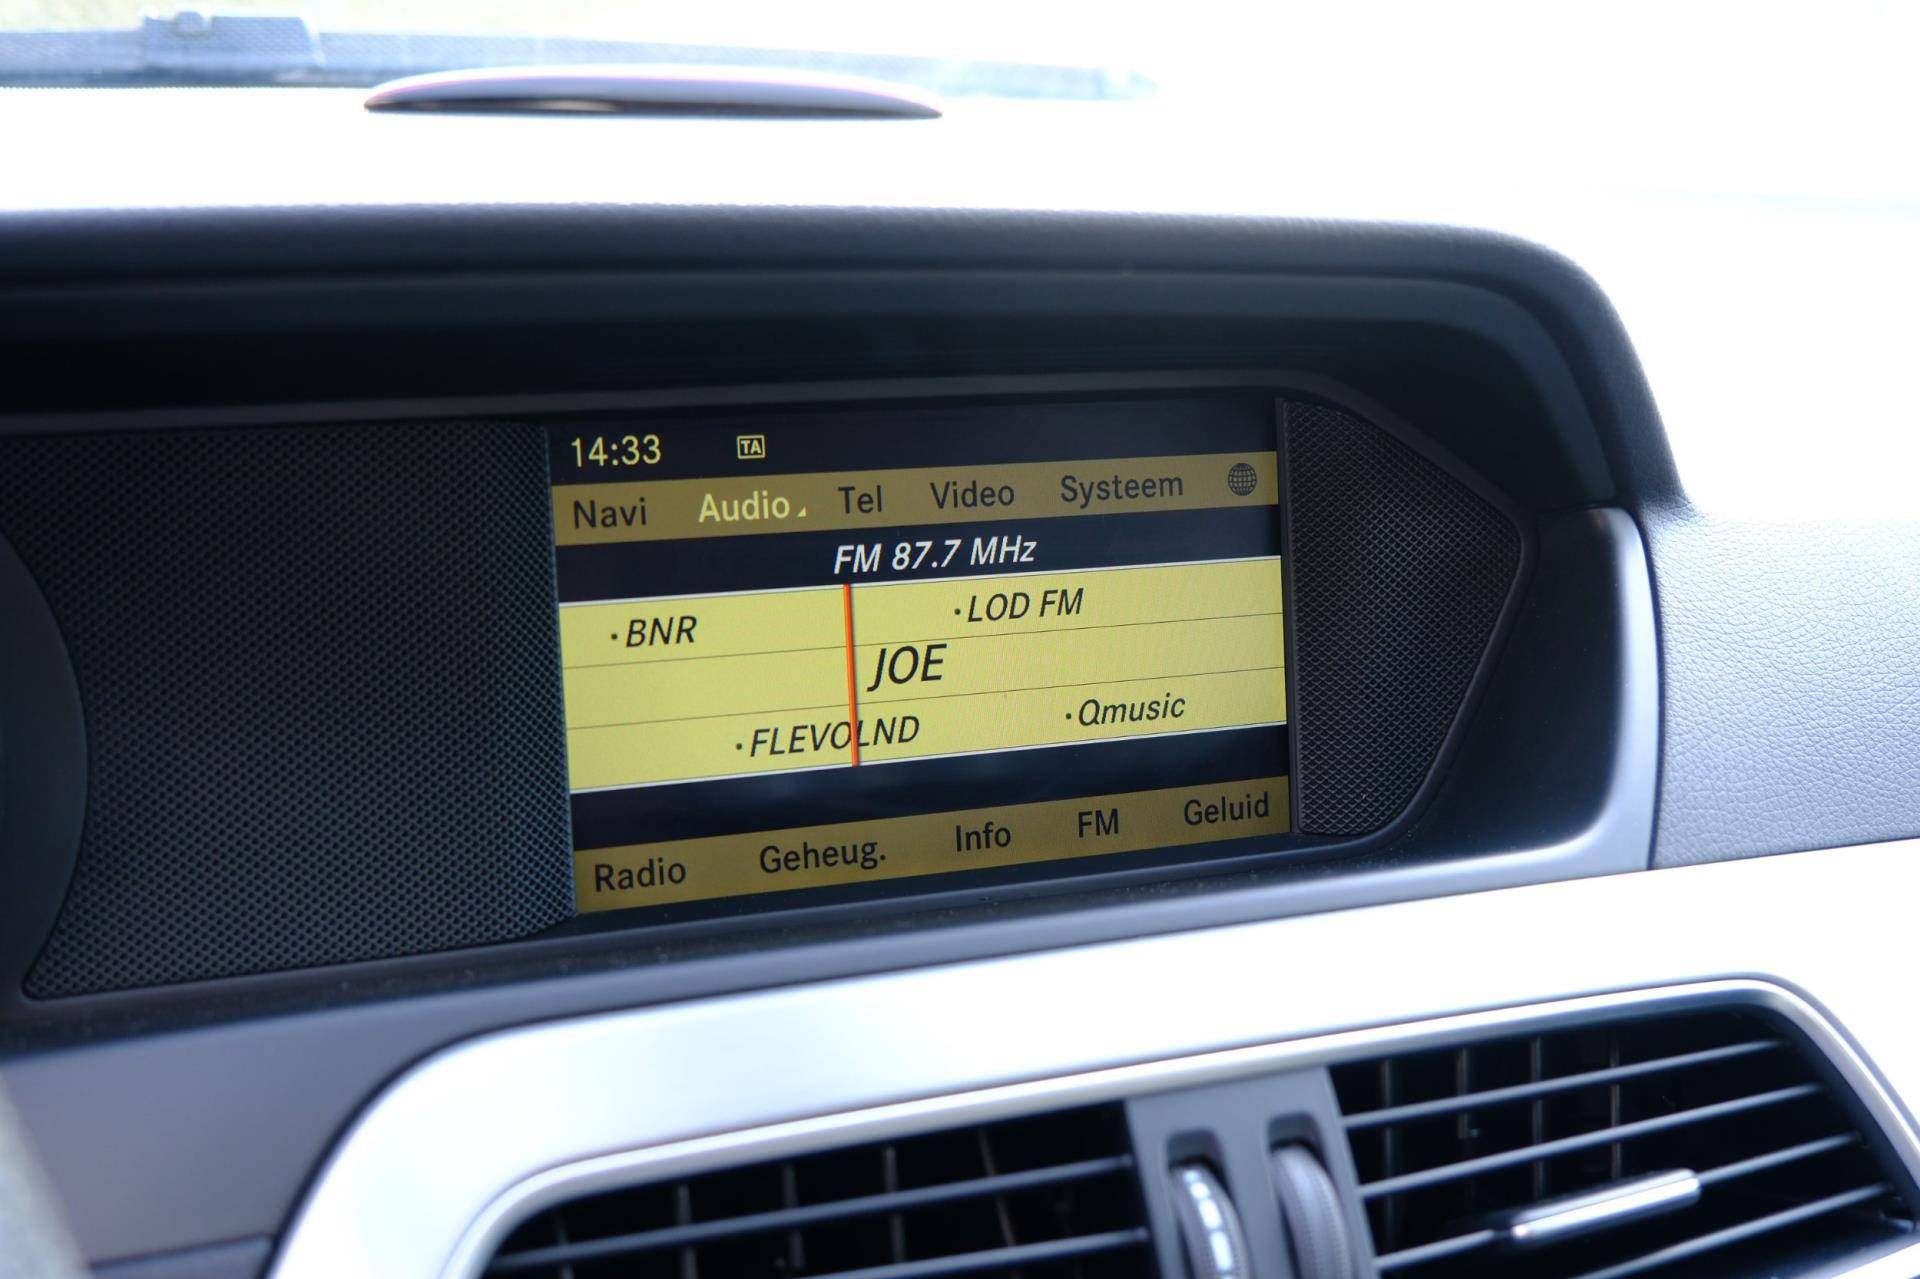 14:33 TA
Navi Audio Tel Video Systeem
FM 87.7 MHz
·BNR ·LOD FM
JOE
·FLEVOLND ·Qmusic
Radio Geheug. Info FM Geluid